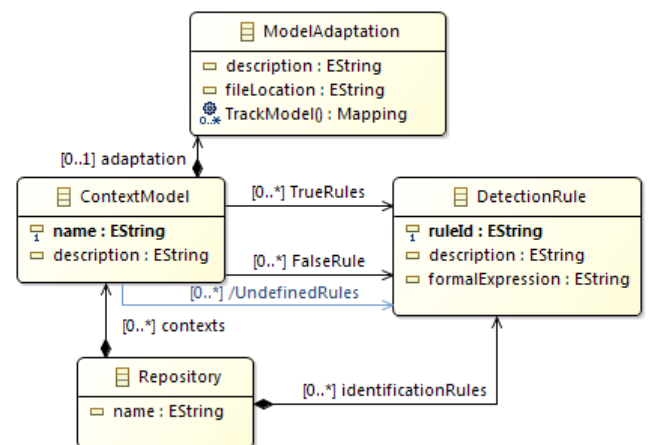 ModelAdaptation
description : EString
fileLocation : EString
0..* TrackModel() : Mapping
[0..1] adaptation
ContextModel
1 name : EString
description : EString
[0..*] TrueRules
[0..*] FalseRule
[0..*] /UndefinedRules
DetectionRule
1 ruleId : EString
description : EString
formalExpression : EString
[0..*] contexts
Repository
name : EString
[0..*] identificationRules